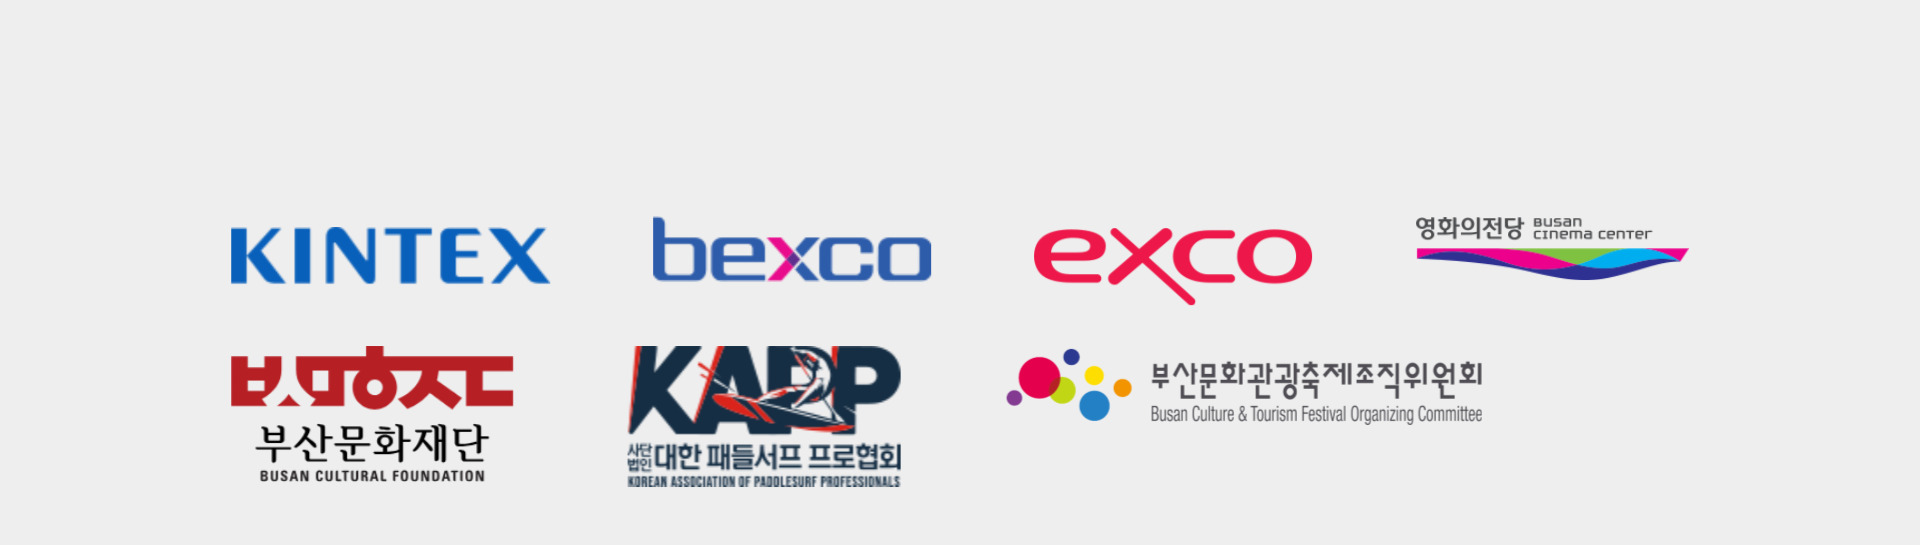 KINTEX
bexco
exco
영화의전당 Busan
cinema center
부산문화재단
BUSAN CULTURAL FOUNDATION
KAPP
사단
법인 대한 패들서프 프로협회
KOREAN ASSOCIATION OF PADDLESURF PROFESSIONALS
부산문화관광축제조직위원회
Busan Culture & Tourism Festival Organizing Committee